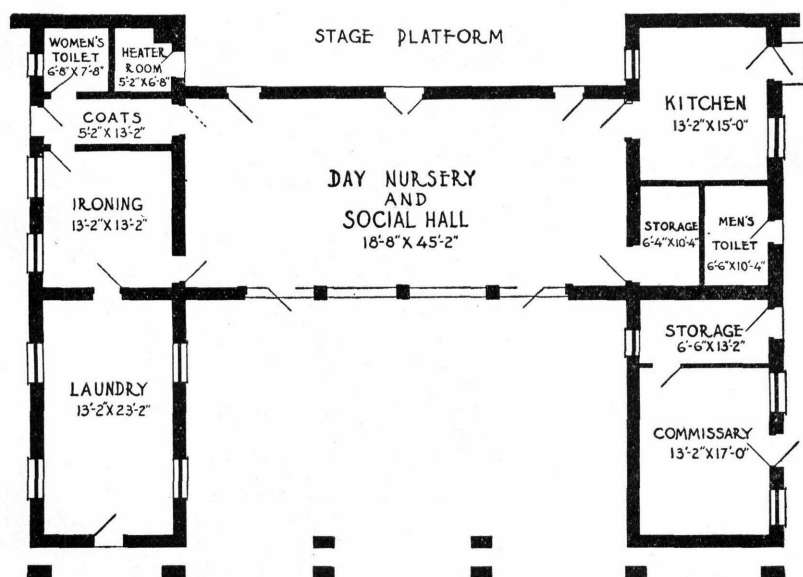 STAGE PLATFORM
WOMEN'S
TOILET
6'-8" X 7'-8"
HEATER
ROOM
5'-2" X 6'-8"
COATS
5'-2" X 13'-2"
IRONING
13'-2" X 13'-2"
LAUNDRY
13'-2" X 23'-2"
DAY NURSERY
AND
SOCIAL HALL
18'-8" X 45'-2"
KITCHEN
13'-2" X 15'-0"
STORAGE
6'-4" X 10'-4"
MEN'S
TOILET
6'-6" X 10'-4"
STORAGE
6'-6" X 13'-2"
COMMISSARY
13'-2" X 17'-0"